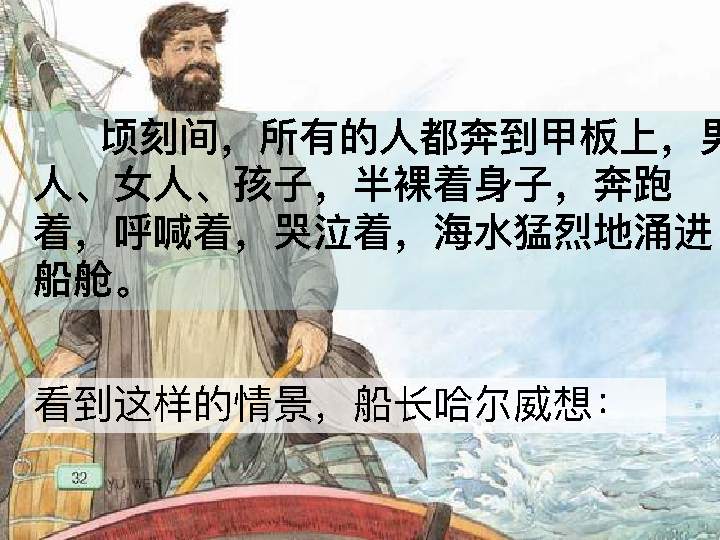 顷刻间，所有的人都奔到甲板上，男
人、女人、孩子，半裸着身子，奔跑
着，呼喊着，哭泣着，海水猛烈地涌进
船舱。
看到这样的情景，船长哈尔威想：
32 YU WEN